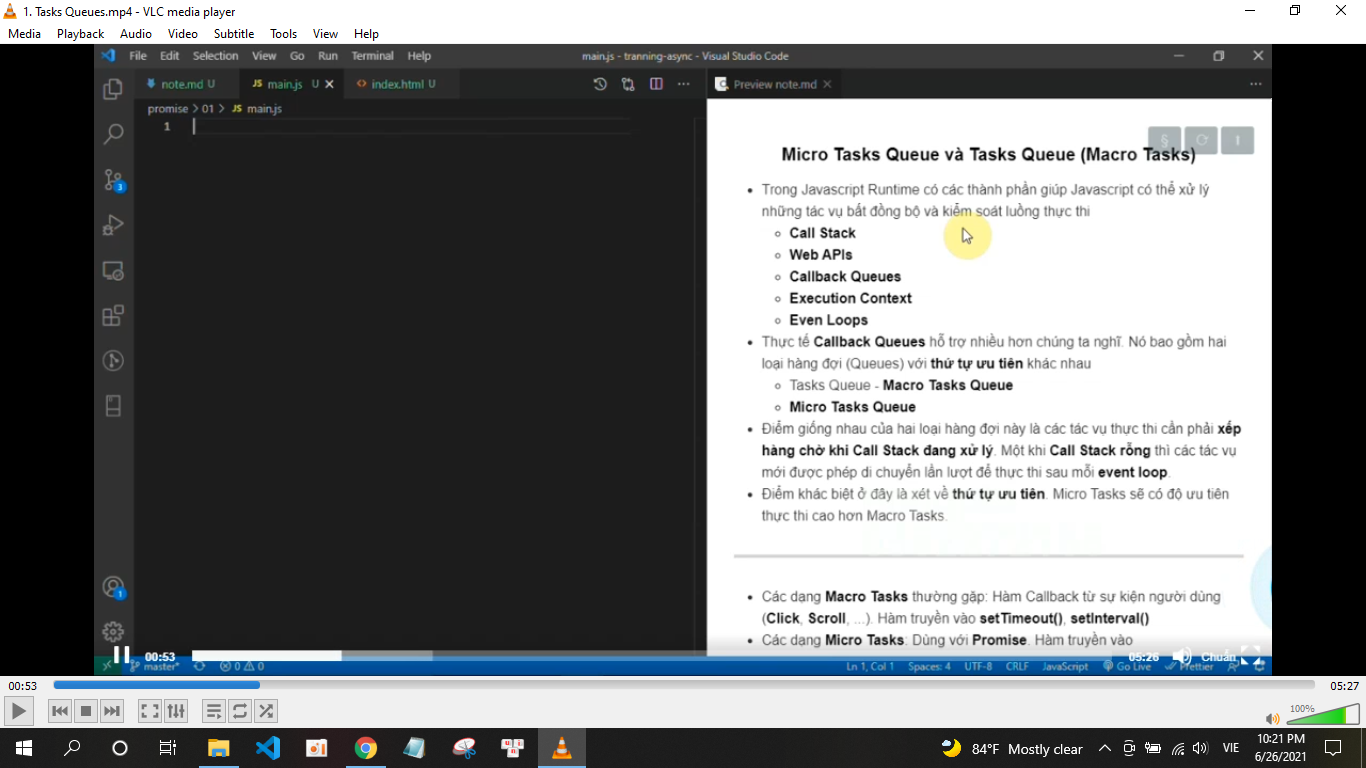 1. Tasks Queues.mp4 - VLC media player
Media Playback Audio Video Subtitle Tools View Help
File Edit Selection View Go Run Terminal Help
main.js - tranning-async - Visual Studio Code
note.md U
JS main.js U
index.html U
Preview note.md
promise > 01 > JS main.js
1
Micro Tasks Queue và Tasks Queue (Macro Tasks)
Trong Javascript Runtime có các thành phần giúp Javascript có thể xử lý
những tác vụ bất đồng bộ và kiểm soát luồng thực thi
Call Stack
Web APIs
Callback Queues
Execution Context
Even Loops
Thực tế Callback Queues hỗ trợ nhiều hơn chúng ta nghĩ. Nó bao gồm hai
loại hàng đợi (Queues) với thứ tự ưu tiên khác nhau
Tasks Queue - Macro Tasks Queue
Micro Tasks Queue
Điểm giống nhau của hai loại hàng đợi này là các tác vụ thực thi cần phải xếp
hàng chờ khi Call Stack đang xử lý. Một khi Call Stack rỗng thì các tác vụ
mới được phép di chuyển lần lượt để thực thi sau mỗi event loop.
Điểm khác biệt ở đây là xét về thứ tự ưu tiên. Micro Tasks sẽ có độ ưu tiên
thực thi cao hơn Macro Tasks.
Các dạng Macro Tasks thường gặp: Hàm Callback từ sự kiện người dùng
(Click, Scroll, ...). Hàm truyền vào setTimeout(), setInterval()
Các dạng Micro Tasks: Dùng với Promise. Hàm truyền vào
3
1
00:53
05:26
Chuẩn
master*
0 0
Ln 1, Col 1 Spaces: 4 UTF-8 CRLF JavaScript Go Live Prettier
00:53
05:27
100%
84°F Mostly clear
VIE
10:21 PM
6/26/2021